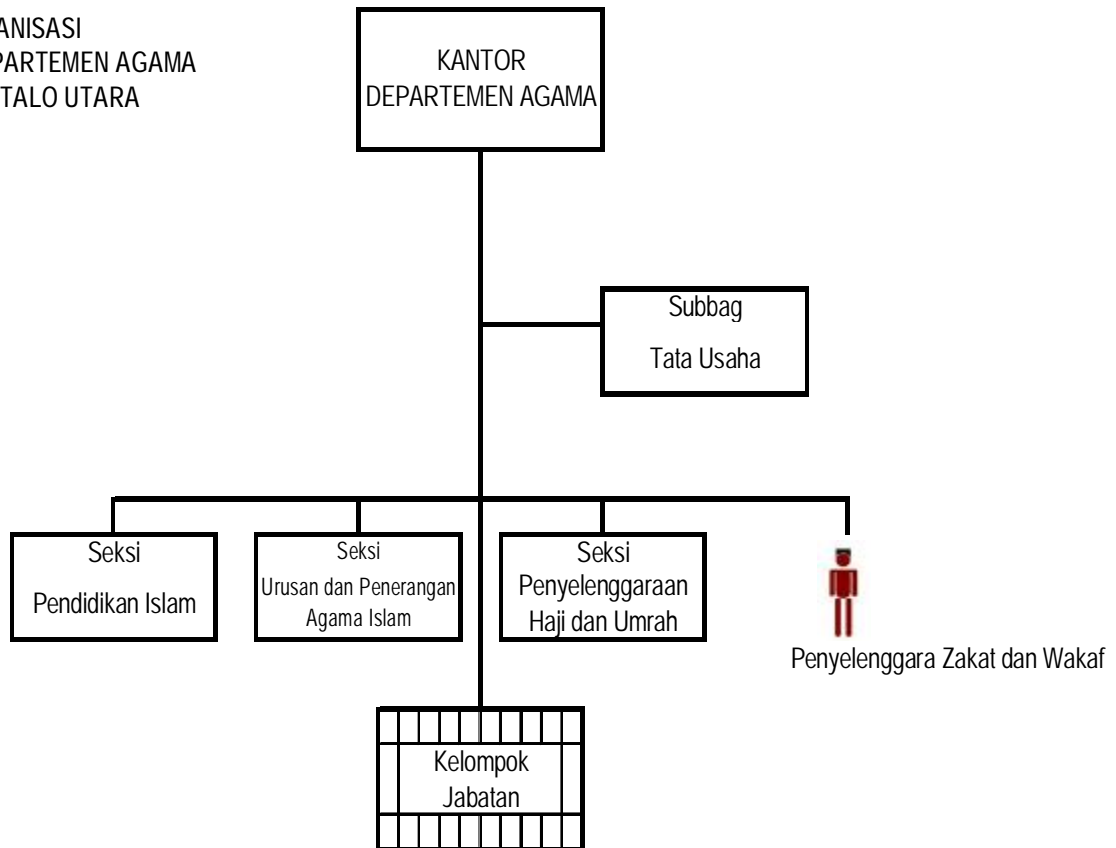 ANISASI
PARTEMEN AGAMA
TALO UTARA
KANTOR
DEPARTEMEN AGAMA
Subbag
Tata Usaha
Seksi
Pendidikan Islam
Seksi
Urusan dan Penerangan
Agama Islam
Seksi
Penyelenggaraan
Haji dan Umrah
Penyelenggara Zakat dan Wakaf
Kelompok
Jabatan